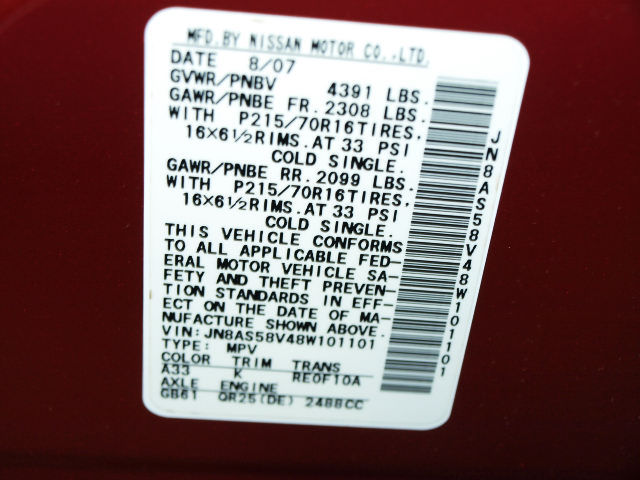 MFD.BY NISSAN MOTOR CO.,LTD.
DATE 8/07
GVWR/PNBV 4391 LBS.
GAWR/PNBE FR. 2308 LBS.
WITH P215/70R16TIRES.
16×6½RIMS.AT 33 PSI
COLD SINGLE.
GAWR/PNBE RR. 2099 LBS.
WITH P215/70R16TIRES.
16×6½RIMS.AT 33 PSI
COLD SINGLE.
THIS VEHICLE CONFORMS
TO ALL APPLICABLE FED-
ERAL MOTOR VEHICLE SA-
FETY AND THEFT PREVEN-
TION STANDARDS IN EFF-
ECT ON THE DATE OF MA-
NUFACTURE SHOWN ABOVE.
VIN: JN8AS58V48W101101
TYPE: MPV
COLOR TRIM TRANS
A33 K RE0F10A
AXLE ENGINE
GB61 QR25(DE) 2488CC
JN8AS58V48W101101